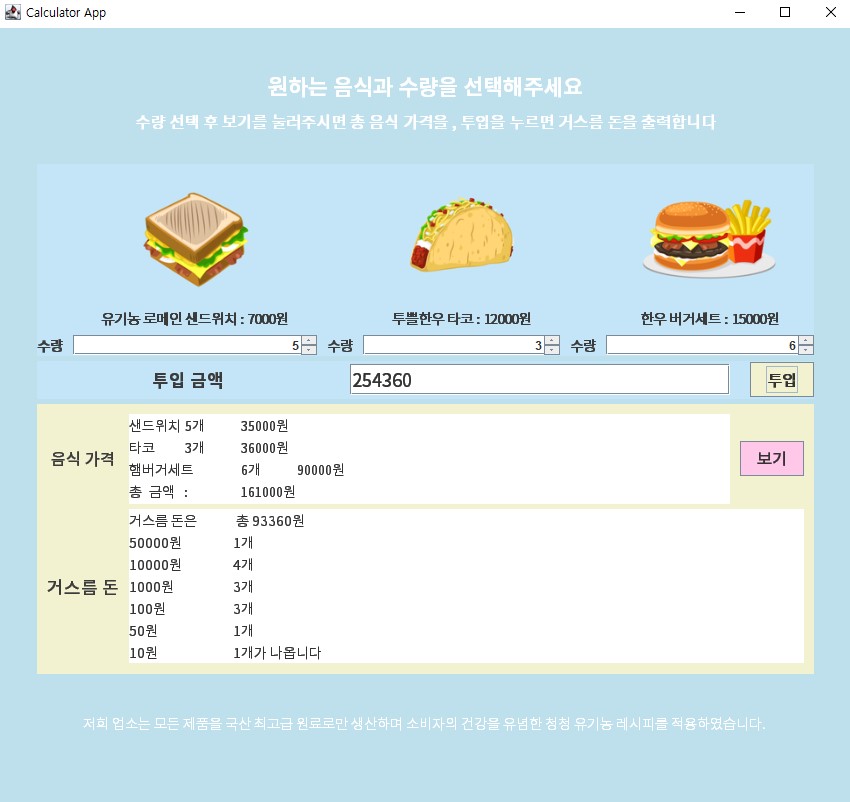 Calculator App
원하는 음식과 수량을 선택해주세요
수량 선택 후 보기를 눌러주시면 총 음식 가격을 , 투입을 누르면 거스름 돈을 출력합니다
유기농 로메인 샌드위치 : 7000원 투쁠한우 타코 : 12000원 한우 버거세트 : 15000원
수량 5 수량 3 수량 6
투입 금액 254360 투입
음식 가격
샌드위치 5개 35000원
타코 3개 36000원
햄버거세트 6개 90000원
총 금액 : 161000원
보기
거스름 돈
거스름 돈은 총 93360원
50000원 1개
10000원 4개
1000원 3개
100원 3개
50원 1개
10원 1개가 나옵니다
저희 업소는 모든 제품을 국산 최고급 원료로만 생산하며 소비자의 건강을 유념한 청청 유기농 레시피를 적용하였습니다.